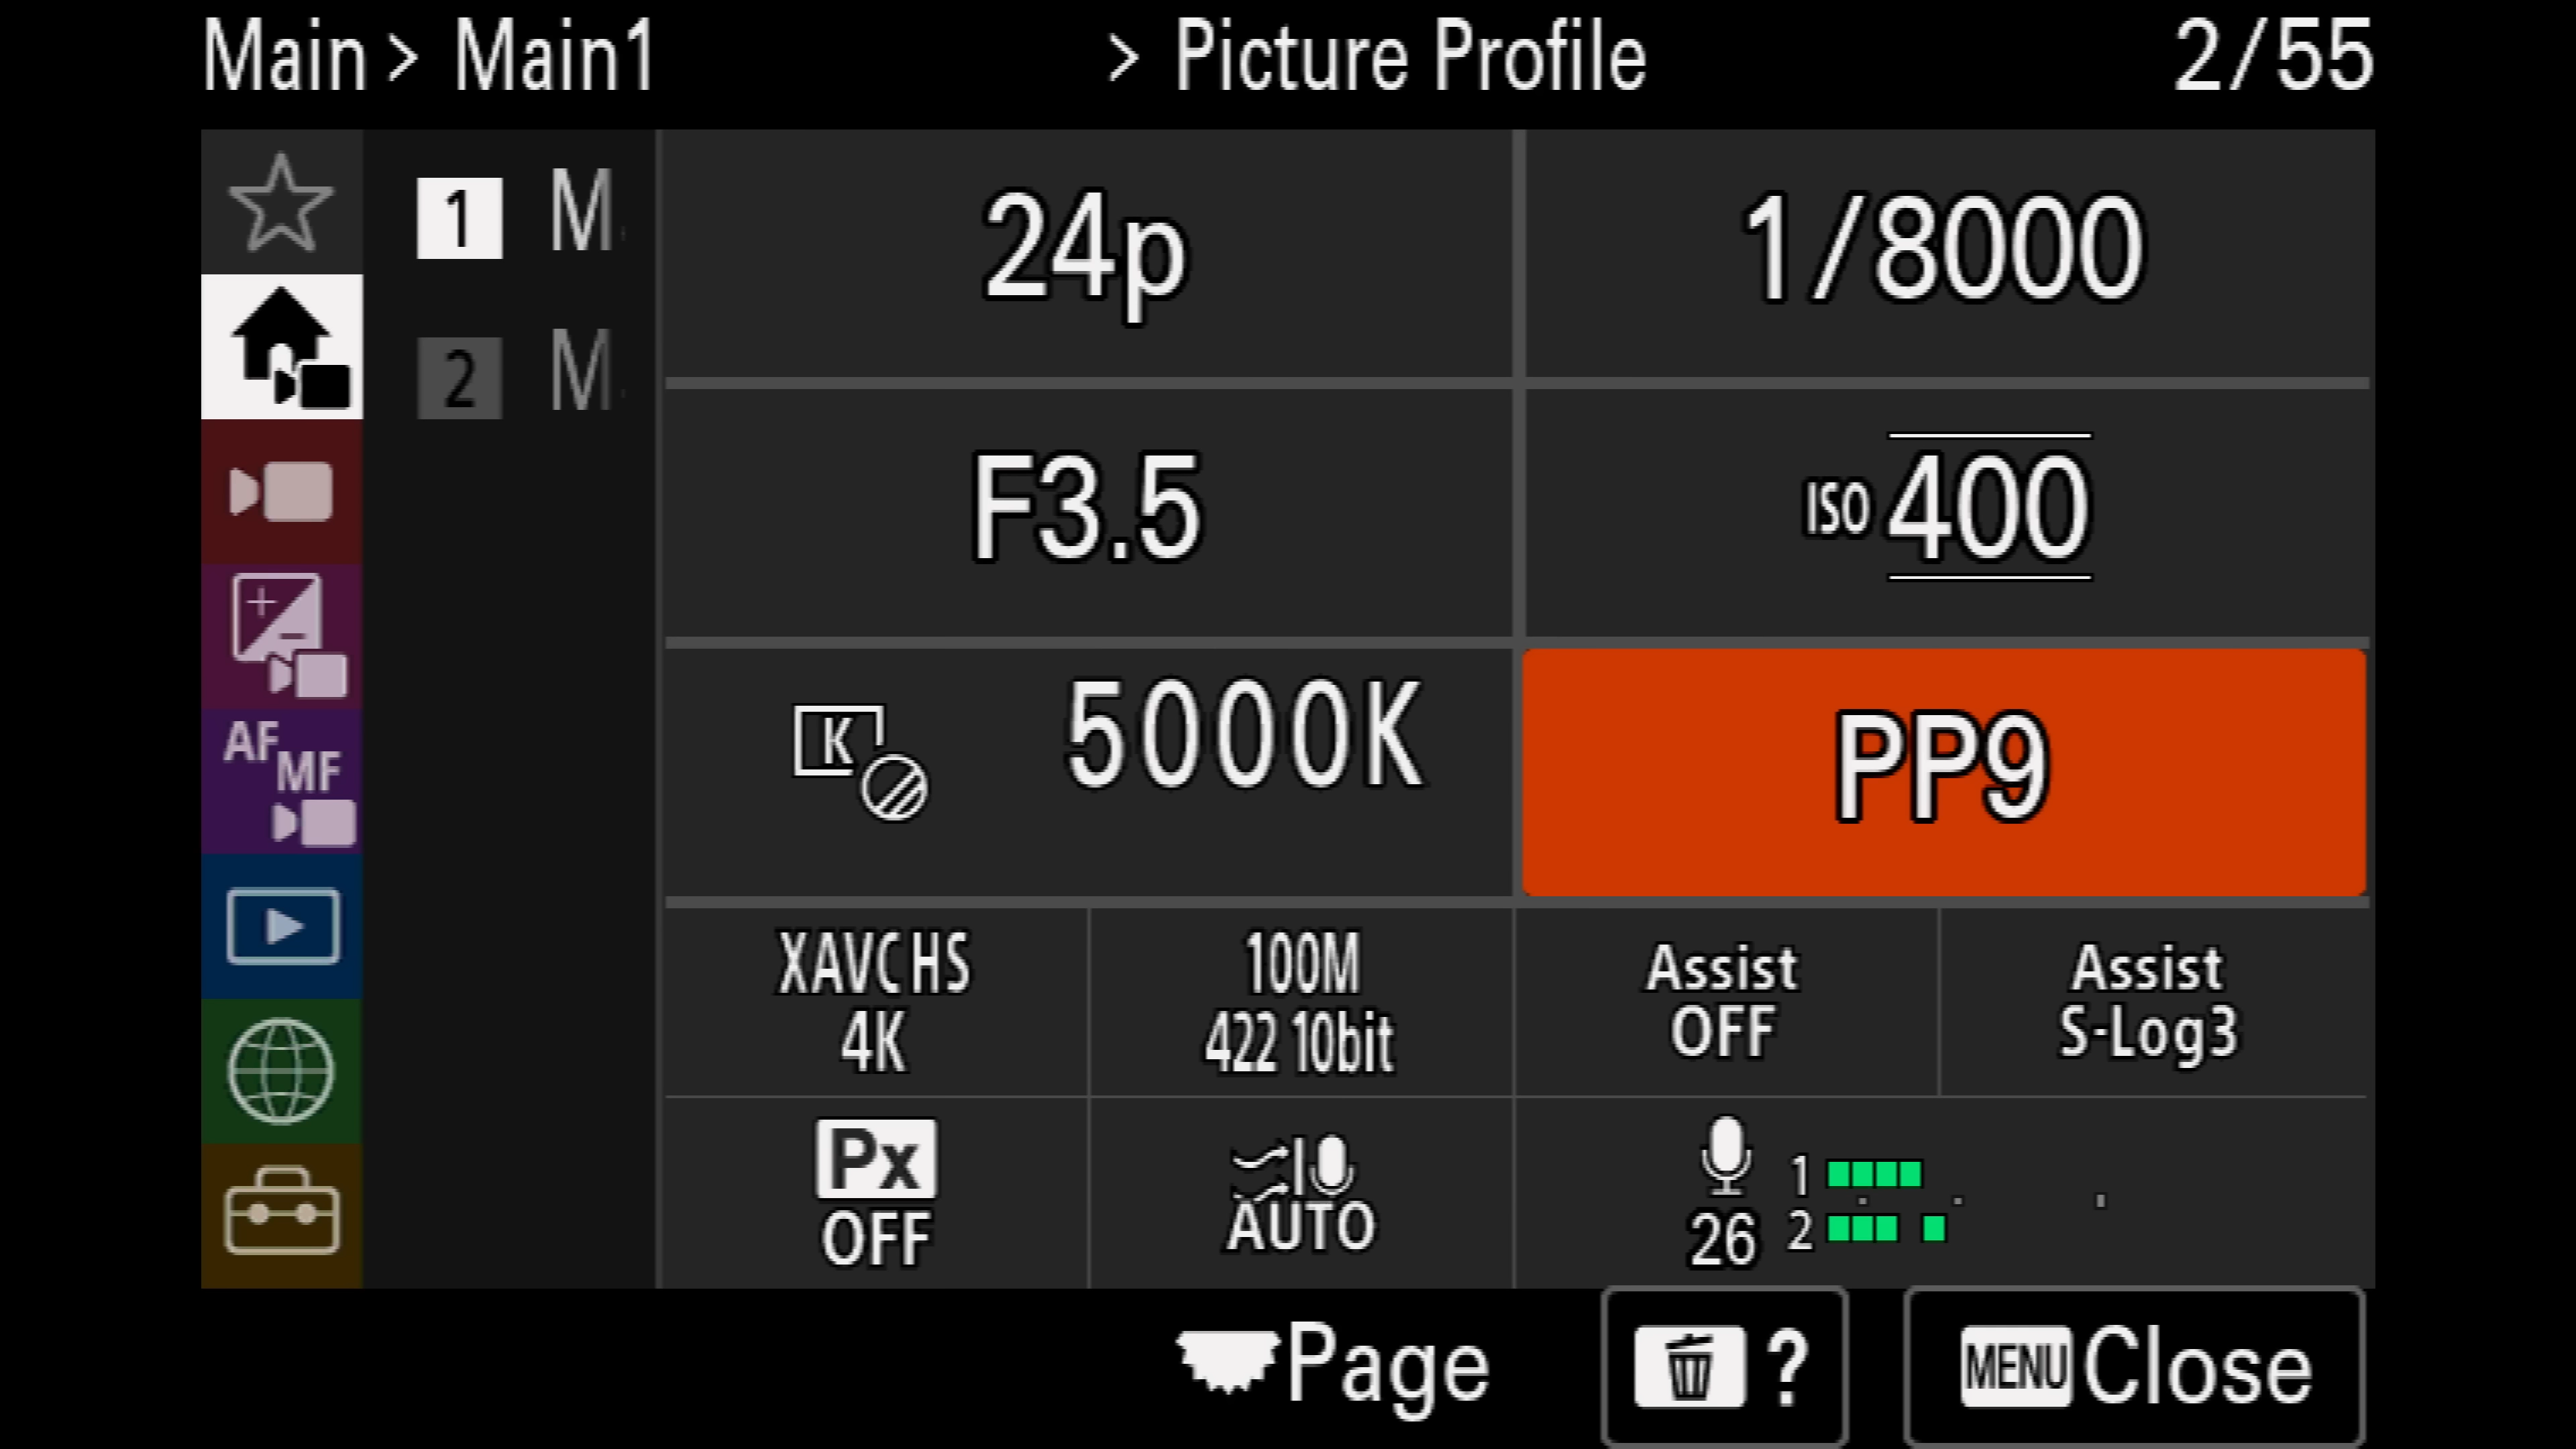 Main > Main1 > Picture Profile 2/55
1 M
2 M
24p 1/8000
F3.5 ISO 400
K 5000K PP9
AF MF
XAVC HS 4K
100M 422 10bit
Assist OFF
Assist S-Log3
Px OFF
AUTO
26 1 2
Page ? MENU Close